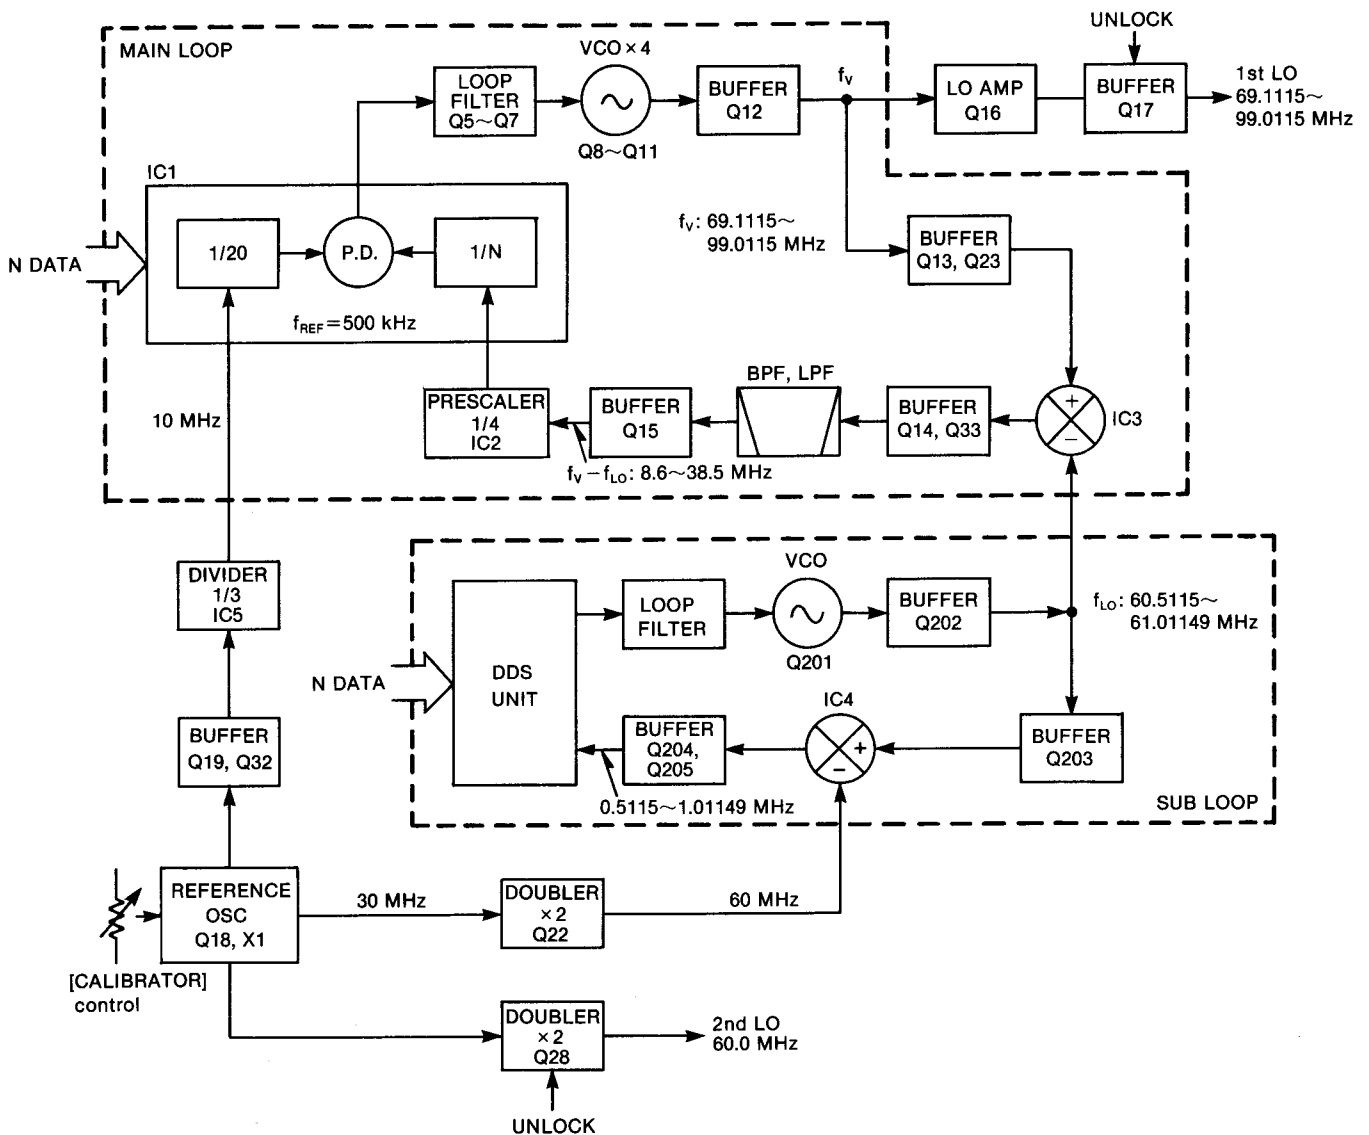 UNLOCK
MAIN LOOP
VCO×4
LOOP
FILTER
Q5~Q7
Q8~Q11
BUFFER
Q12
fV
LO AMP
Q16
BUFFER
Q17
1st LO
69.1115~
99.0115 MHz
IC1
1/20
P.D.
1/N
fREF=500 kHz
N DATA
fV: 69.1115~
99.0115 MHz
BUFFER
Q13, Q23
10 MHz
PRESCALER
1/4
IC2
BUFFER
Q15
BPF, LPF
BUFFER
Q14, Q33
+
−
IC3
fV−fLO: 8.6~38.5 MHz
DIVIDER
1/3
IC5
VCO
LOOP
FILTER
Q201
BUFFER
Q202
fLO: 60.5115~
61.01149 MHz
N DATA
DDS
UNIT
IC4
+
−
BUFFER
Q204,
Q205
BUFFER
Q203
0.5115~1.01149 MHz
SUB LOOP
BUFFER
Q19, Q32
REFERENCE
OSC
Q18, X1
[CALIBRATOR]
control
30 MHz
DOUBLER
×2
Q22
60 MHz
DOUBLER
×2
Q28
2nd LO
60.0 MHz
UNLOCK